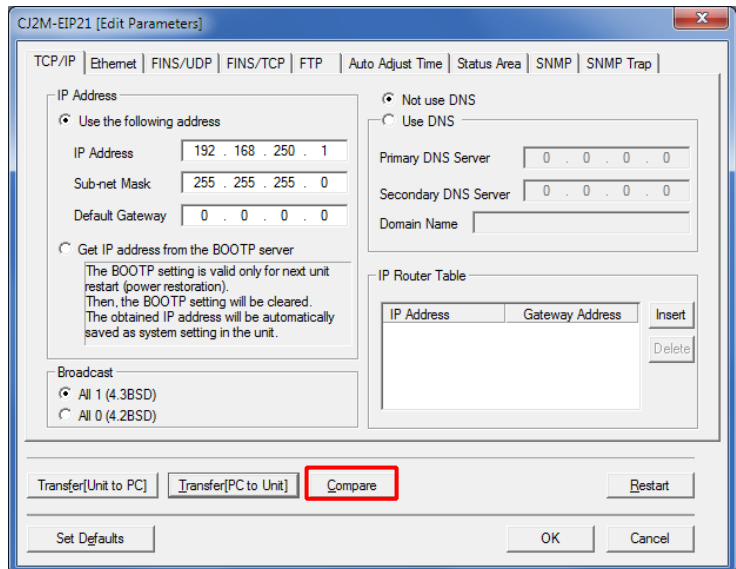 CJ2M-EIP21 [Edit Parameters]
TCP/IP Ethernet FINS/UDP FINS/TCP FTP Auto Adjust Time Status Area SNMP SNMP Trap
IP Address
Use the following address
IP Address 192 . 168 . 250 . 1
Sub-net Mask 255 . 255 . 255 . 0
Default Gateway 0 . 0 . 0 . 0
Get IP address from the BOOTP server
The BOOTP setting is valid only for next unit
restart (power restoration).
Then, the BOOTP setting will be cleared.
The obtained IP address will be automatically
saved as system setting in the unit.
Broadcast
All 1 (4.3BSD)
All 0 (4.2BSD)
Not use DNS
Use DNS
Primary DNS Server 0 . 0 . 0 . 0
Secondary DNS Server 0 . 0 . 0 . 0
Domain Name
IP Router Table
IP Address Gateway Address Insert
Delete
Transfer[Unit to PC] Transfer[PC to Unit] Compare Restart
Set Defaults OK Cancel